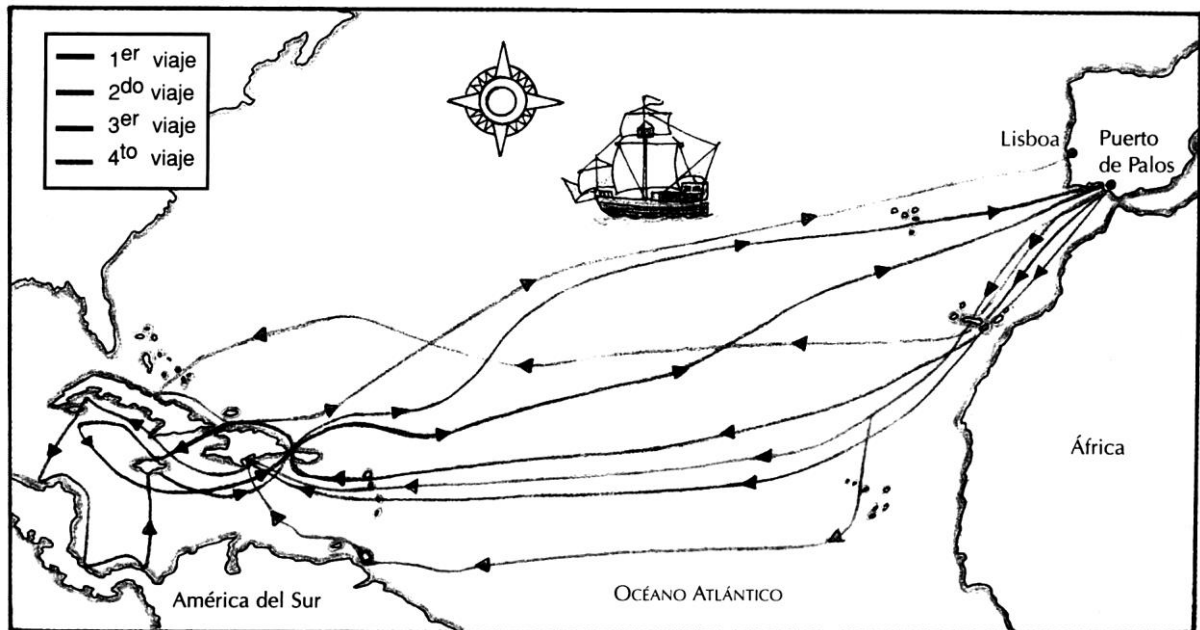 1er viaje
2do viaje
3er viaje
4to viaje
Lisboa
Puerto
de Palos
África
América del Sur
OCÉANO ATLÁNTICO